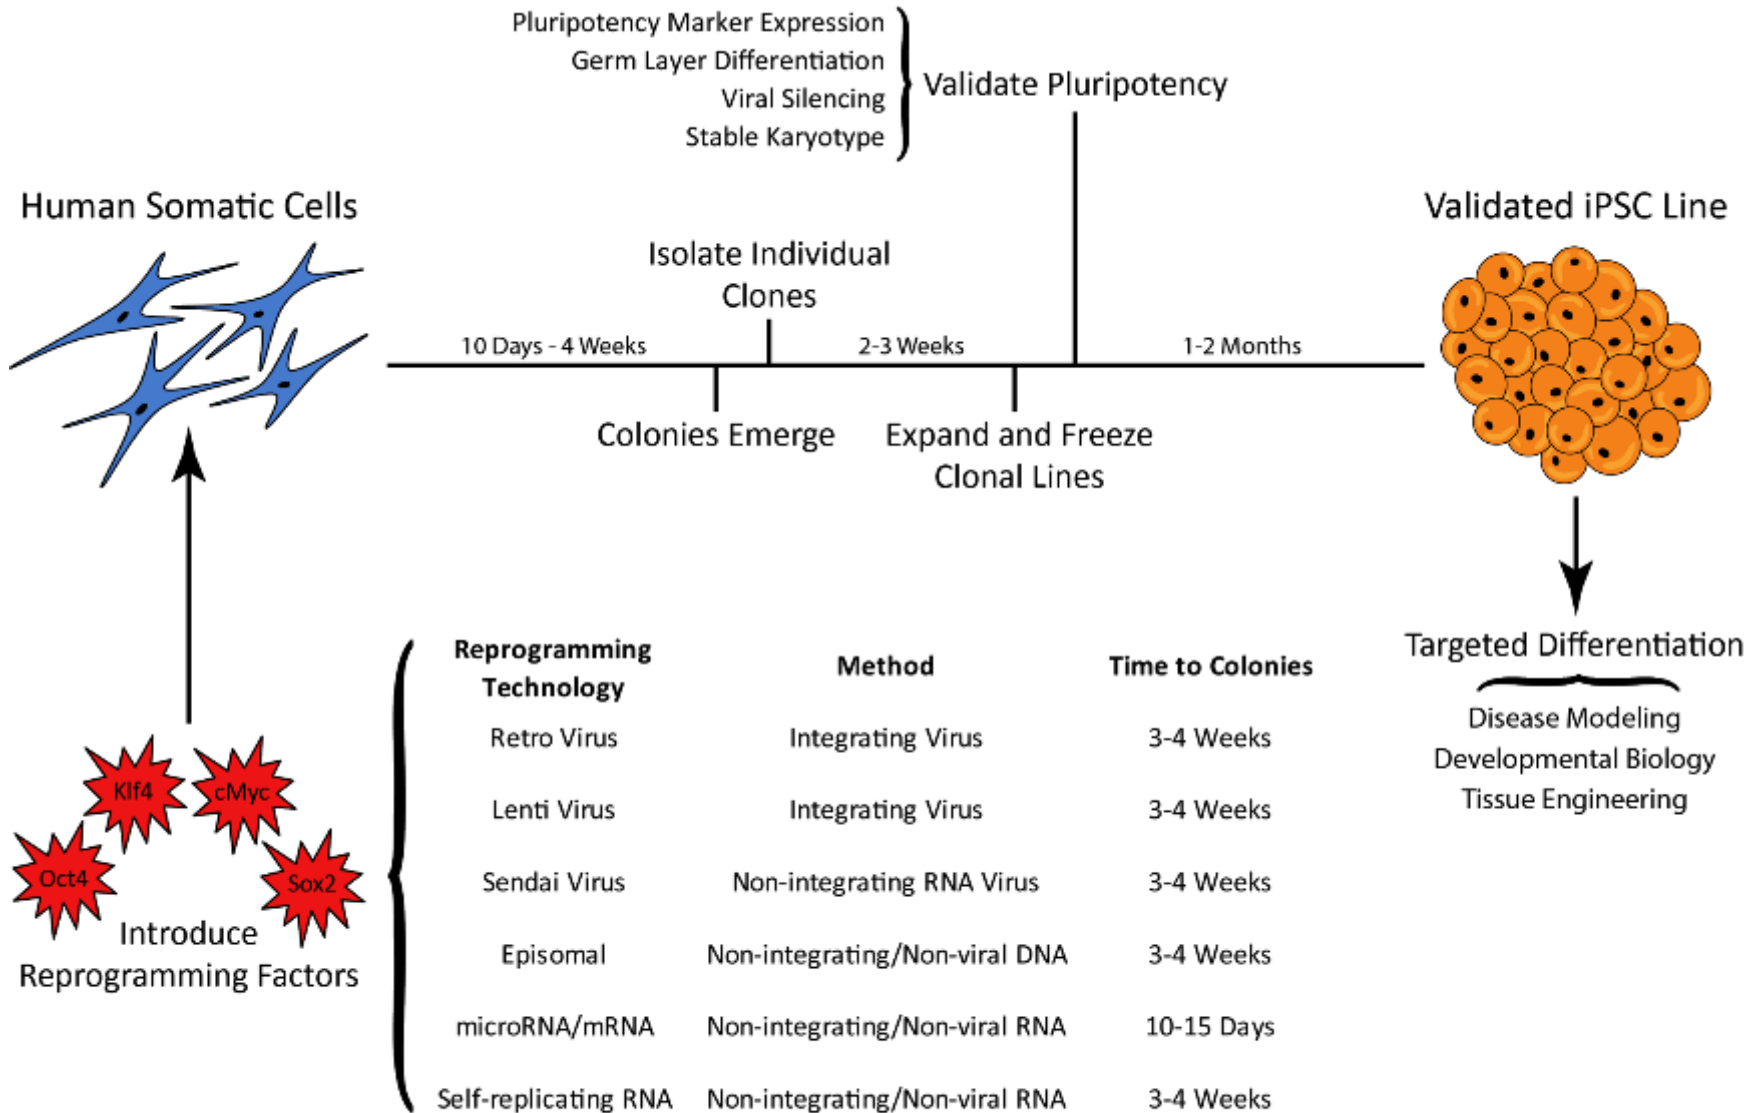 Pluripotency Marker Expression
Germ Layer Differentiation
Viral Silencing
Stable Karyotype
Validate Pluripotency
Human Somatic Cells
Validated iPSC Line
Isolate Individual
Clones
10 Days - 4 Weeks
2-3 Weeks
1-2 Months
Colonies Emerge
Expand and Freeze
Clonal Lines
Targeted Differentiation
Disease Modeling
Developmental Biology
Tissue Engineering
Klf4
cMyc
Oct4
Sox2
Introduce
Reprogramming Factors
Reprogramming
Technology
Method
Time to Colonies
Retro Virus
Integrating Virus
3-4 Weeks
Lenti Virus
Integrating Virus
3-4 Weeks
Sendai Virus
Non-integrating RNA Virus
3-4 Weeks
Episomal
Non-integrating/Non-viral DNA
3-4 Weeks
microRNA/mRNA
Non-integrating/Non-viral RNA
10-15 Days
Self-replicating RNA
Non-integrating/Non-viral RNA
3-4 Weeks